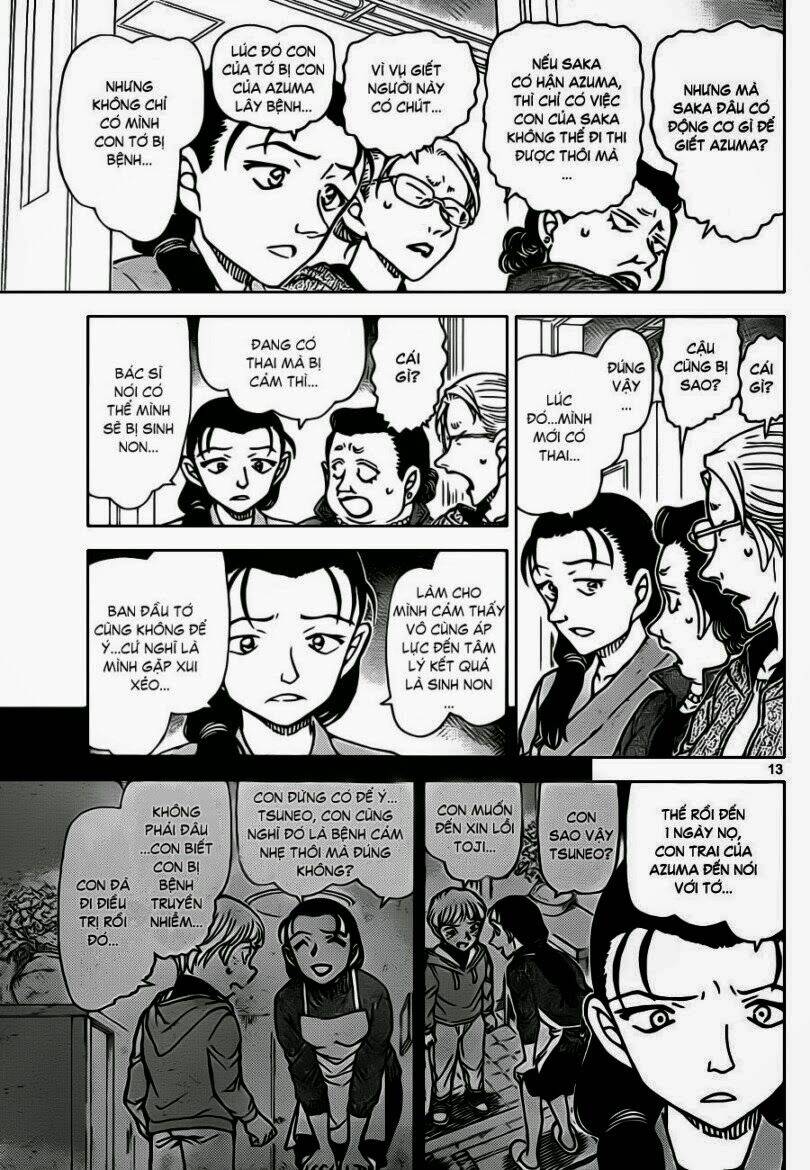 NHƯNG MÀ
SAKA ĐÂU CÓ
ĐỘNG CƠ GÌ ĐỂ
GIẾT AZUMA?
NẾU SAKA
CÓ HẬN AZUMA,
THÌ CHỈ CÓ VIỆC
CON CỦA SAKA
KHÔNG THỂ ĐI THI
ĐƯỢC THÔI MÀ
...
VÌ VỤ GIẾT
NGƯỜI NÀY
CÓ CHÚT...
LÚC ĐÓ CON
CỦA TỚ BỊ CON
CỦA AZUMA
LÂY BỆNH...
NHƯNG
KHÔNG CHỈ
CÓ MÌNH
CON TỚ BỊ
BỆNH...
CÁI
GÌ?
CẬU
CŨNG BỊ
SAO?
ĐÚNG
VẬY
...
LÚC
ĐÓ...MÌNH
MỚI CÓ
THAI...
CÁI
GÌ?
ĐANG CÓ
THAI MÀ BỊ
CẢM THÌ...
BÁC SĨ
NÓI CÓ
THỂ MÌNH
SẼ BỊ SINH
NON...
LÀM CHO
MÌNH CẢM THẤY
VÔ CÙNG ÁP
LỰC ĐẾN TÂM
LÝ KẾT QUẢ
LÀ SINH NON
...
BAN ĐẦU TỚ
CŨNG KHÔNG ĐỂ
Ý...CỨ NGHĨ LÀ
MÌNH GẶP XUI
XẺO...
13
THẾ RỒI ĐẾN
1 NGÀY NỌ,
CON TRAI CỦA
AZUMA ĐẾN NÓI
VỚI TỚ...
CON
SAO VẬY
TSUNEO?
CON MUỐN
ĐẾN XIN LỖI
TOJI...
CON ĐỪNG CÓ ĐỂ Ý...
TSUNEO, CON CŨNG
NGHĨ ĐÓ LÀ BỆNH CẢM
NHẸ THÔI MÀ ĐÚNG
KHÔNG?
KHÔNG
PHẢI ĐÂU
...CON BIẾT
CON BỊ
BỆNH
TRUYỀN
NHIỄM...
CON ĐÃ
ĐI ĐIỀU
TRỊ RỒI
ĐÓ...